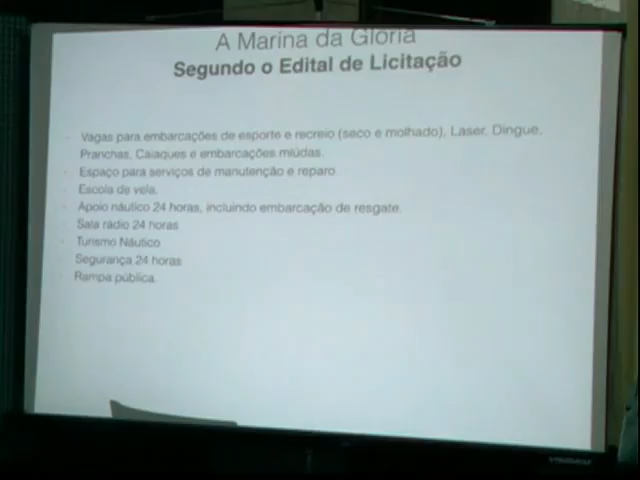 A Marina da Glória
Segundo o Edital de Licitação
- Vagas para embarcações de esporte e recreio (seco e molhado), Laser, Dingue,
Pranchas, Caiaques e embarcações miúdas.
- Espaço para serviços de manutenção e reparo.
- Escola de vela.
- Apoio náutico 24 horas, incluindo embarcação de resgate.
Sala rádio 24 horas
- Turismo Náutico
Segurança 24 horas
- Rampa pública.